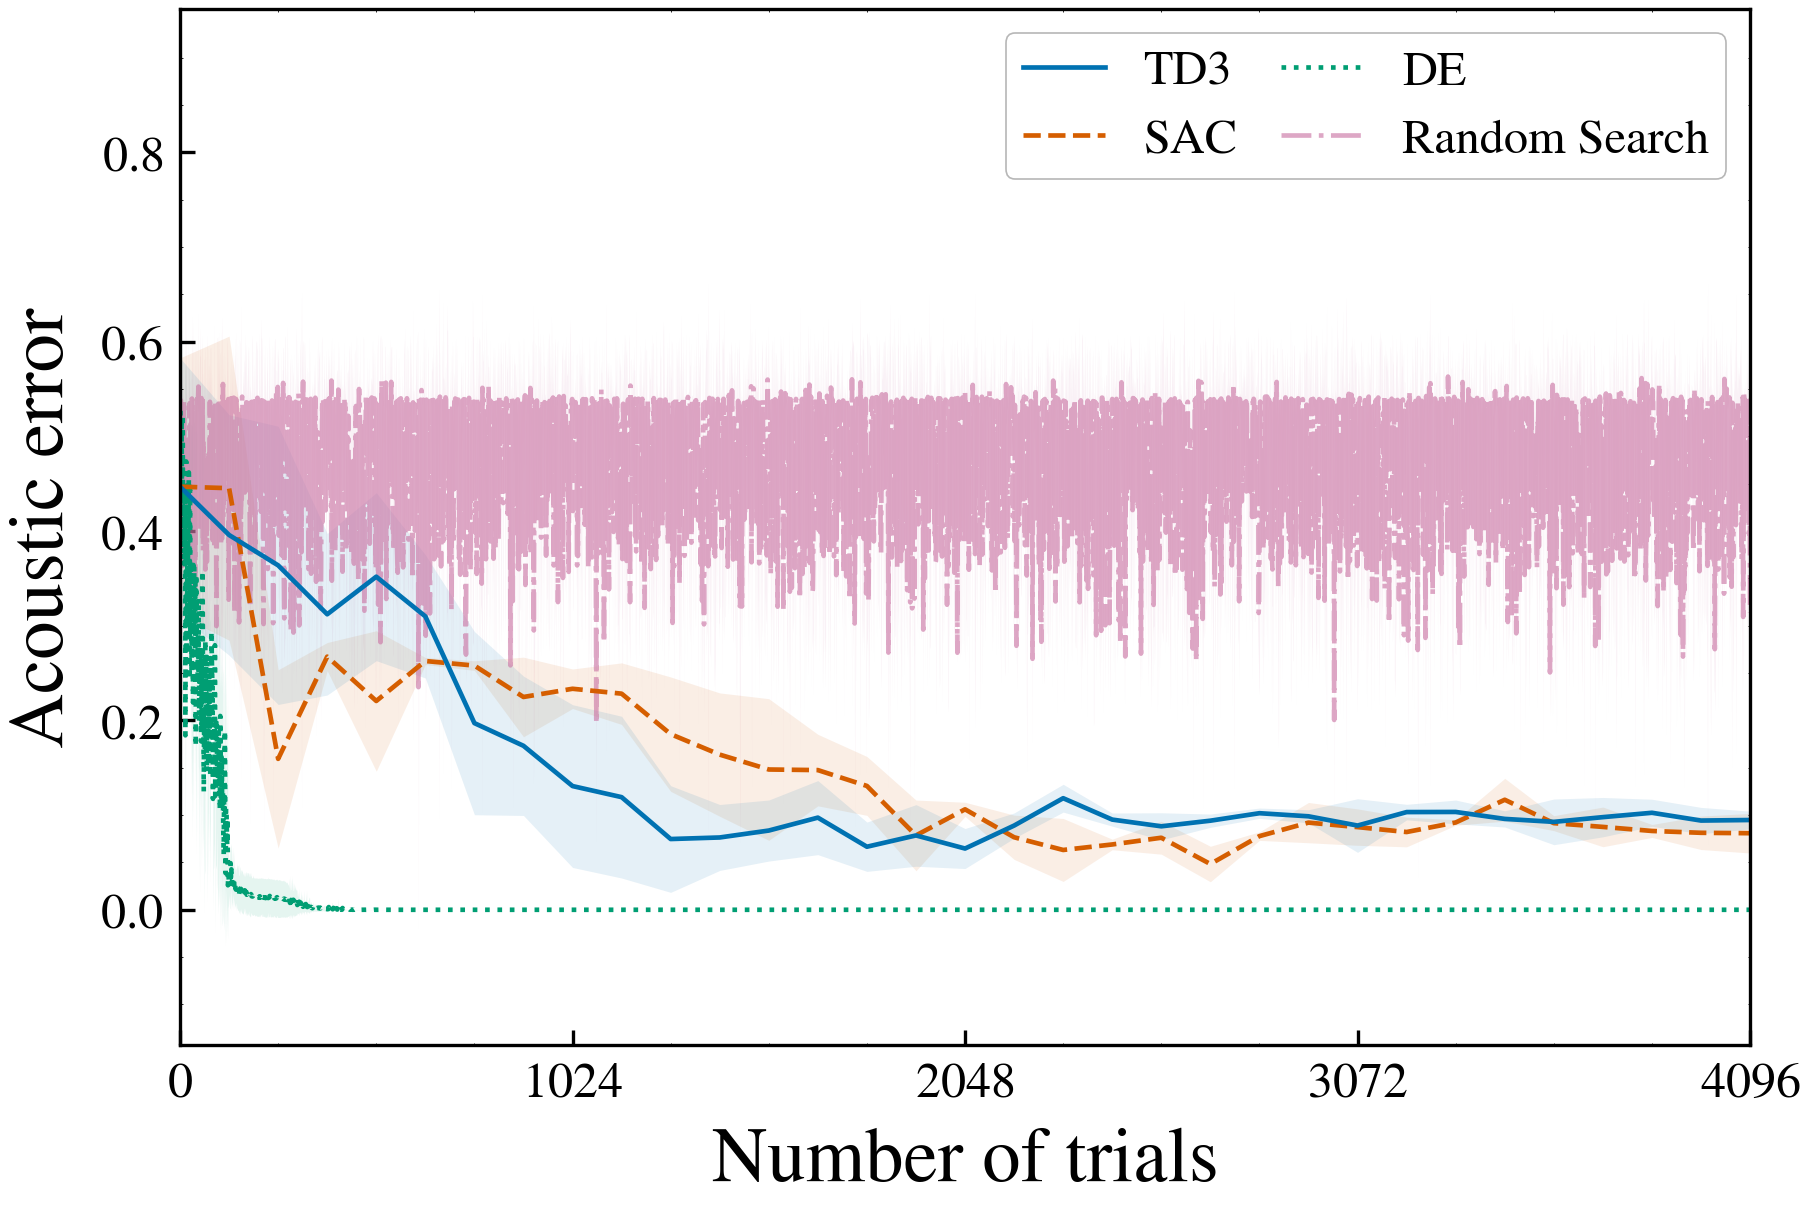 TD3
SAC
DE
Random Search
Acoustic error
0.8
0.6
0.4
0.2
0.0
0
1024
2048
3072
4096
Number of trials